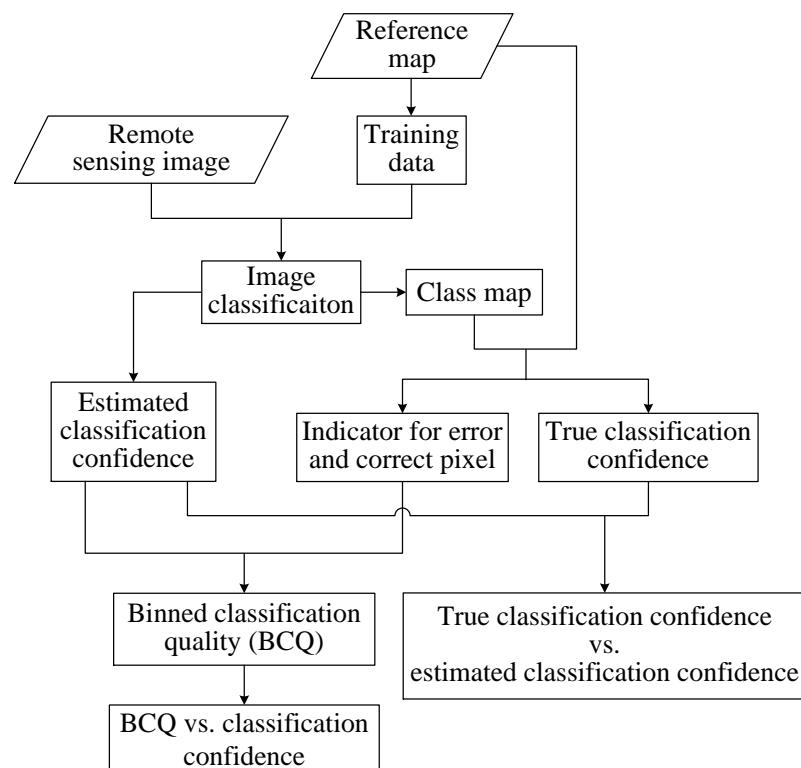 Reference
map
Remote
sensing image
Training
data
Image
classificaiton
Class map
Estimated
classification
confidence
Indicator for error
and correct pixel
True classification
confidence
Binned classification
quality (BCQ)
True classification confidence
vs.
estimated classification confidence
BCQ vs. classification
confidence